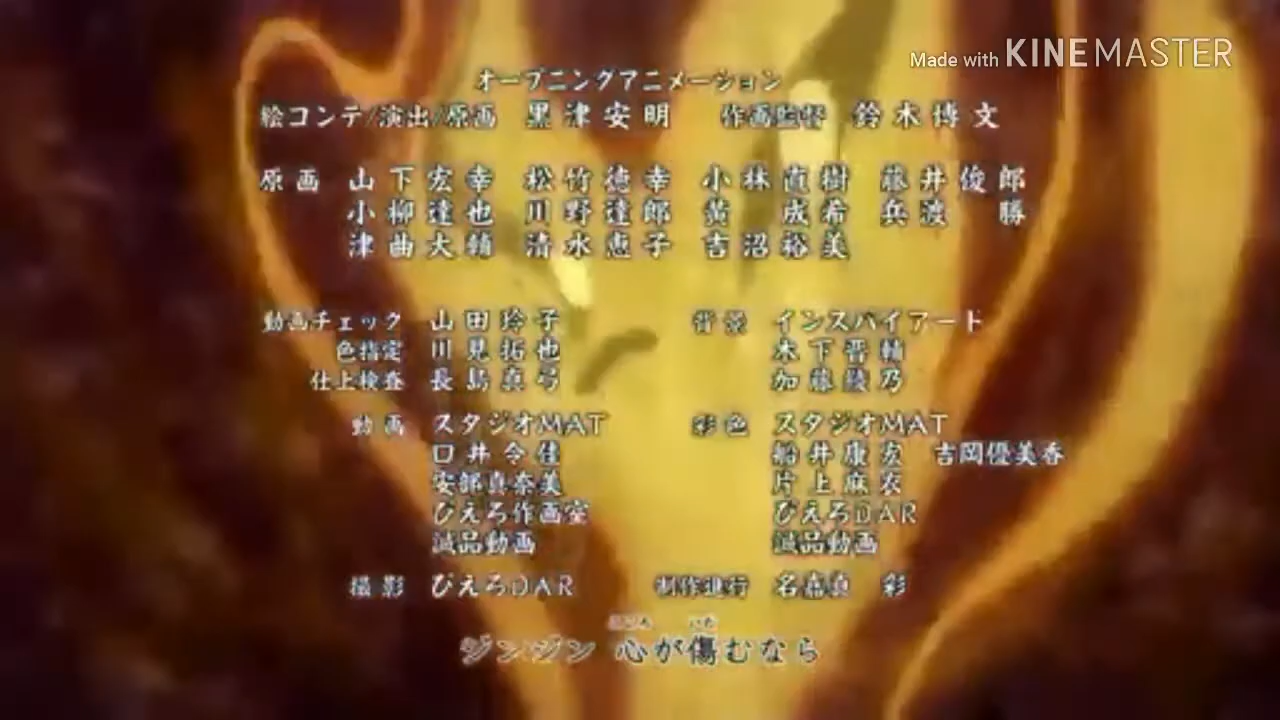 Made with KINEMASTER
オープニングアニメーション
絵コンテ/演出/原画 黒津安明 作画監督 鈴木博文
原画 山下宏幸 松竹徳幸 小林直樹 藤井俊郎
小柳達也 川野達郎 黄 成希 兵渡 勝
津曲大輔 清水恵子 吉沼裕美
動画チェック 山田玲子 背景 インスパイアード
色指定 川見拓也 木下晋輔
仕上検査 長島真弓 加藤綾乃
動画 スタジオMAT 彩色 スタジオMAT
口井令佳 船井康宏 吉岡優美香
安部真奈美 片上麻衣
ぴえろ作画室 ぴえろDAR
誠品動画 誠品動画
撮影 ぴえろDAR 制作進行 名嘉真 彩
こころ いた
ジンジン 心が傷むなら